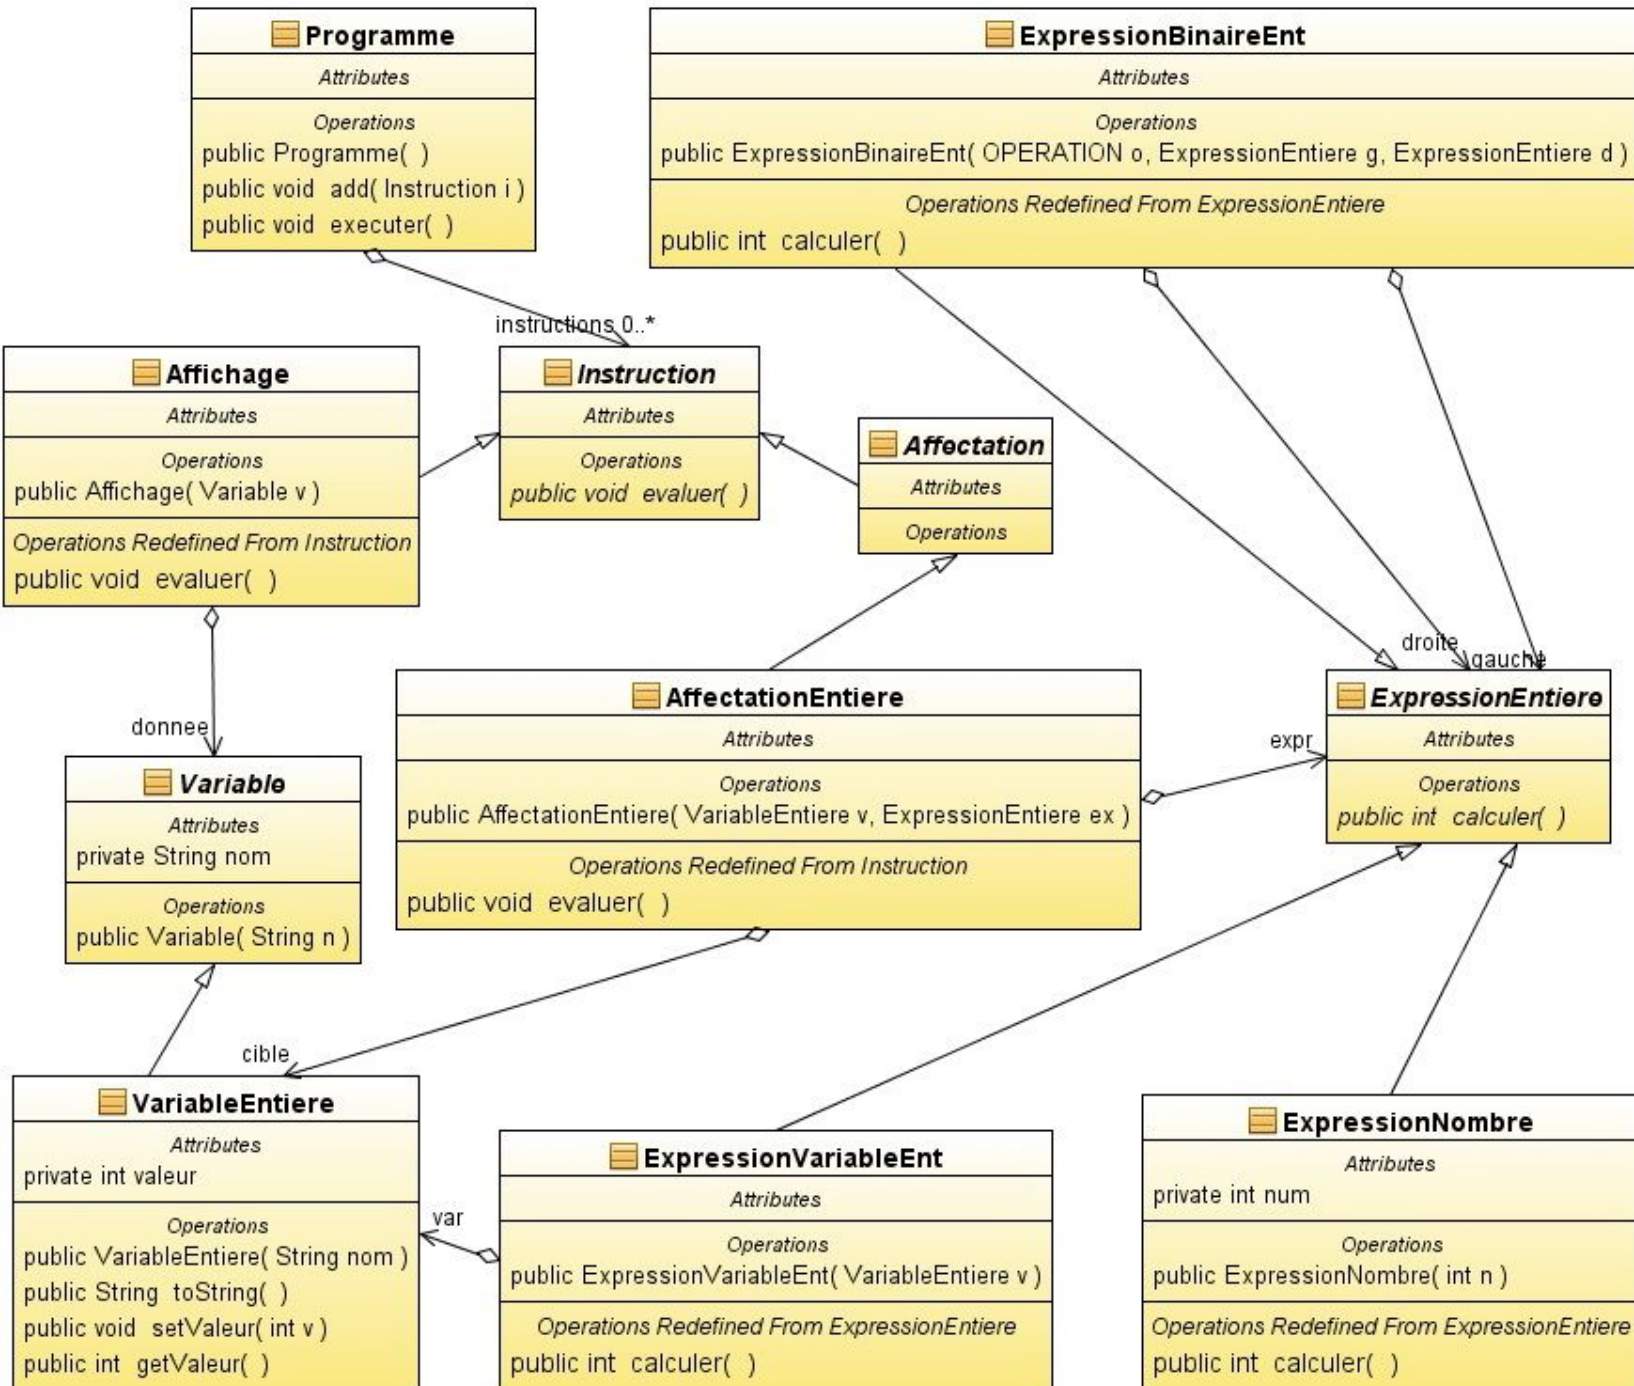 Programme
Attributes
Operations
public Programme( )
public void add( Instruction i )
public void executer( )
ExpressionBinaireEnt
Attributes
Operations
public ExpressionBinaireEnt( OPERATION o, ExpressionEntiere g, ExpressionEntiere d )
Operations Redefined From ExpressionEntiere
public int calculer( )
instructions 0..*
Affichage
Attributes
Operations
public Affichage( Variable v )
Operations Redefined From Instruction
public void evaluer( )
Instruction
Attributes
Operations
public void evaluer( )
Affectation
Attributes
Operations
droite
gauche
donnee
AffectationEntiere
Attributes
Operations
public AffectationEntiere( VariableEntiere v, ExpressionEntiere ex )
Operations Redefined From Instruction
public void evaluer( )
expr
ExpressionEntiere
Attributes
Operations
public int calculer( )
Variable
Attributes
private String nom
Operations
public Variable( String n )
cible
VariableEntiere
Attributes
private int valeur
Operations
public VariableEntiere( String nom )
public String toString( )
public void setValeur( int v )
public int getValeur( )
var
ExpressionVariableEnt
Attributes
Operations
public ExpressionVariableEnt( VariableEntiere v )
Operations Redefined From ExpressionEntiere
public int calculer( )
ExpressionNombre
Attributes
private int num
Operations
public ExpressionNombre( int n )
Operations Redefined From ExpressionEntiere
public int calculer( )